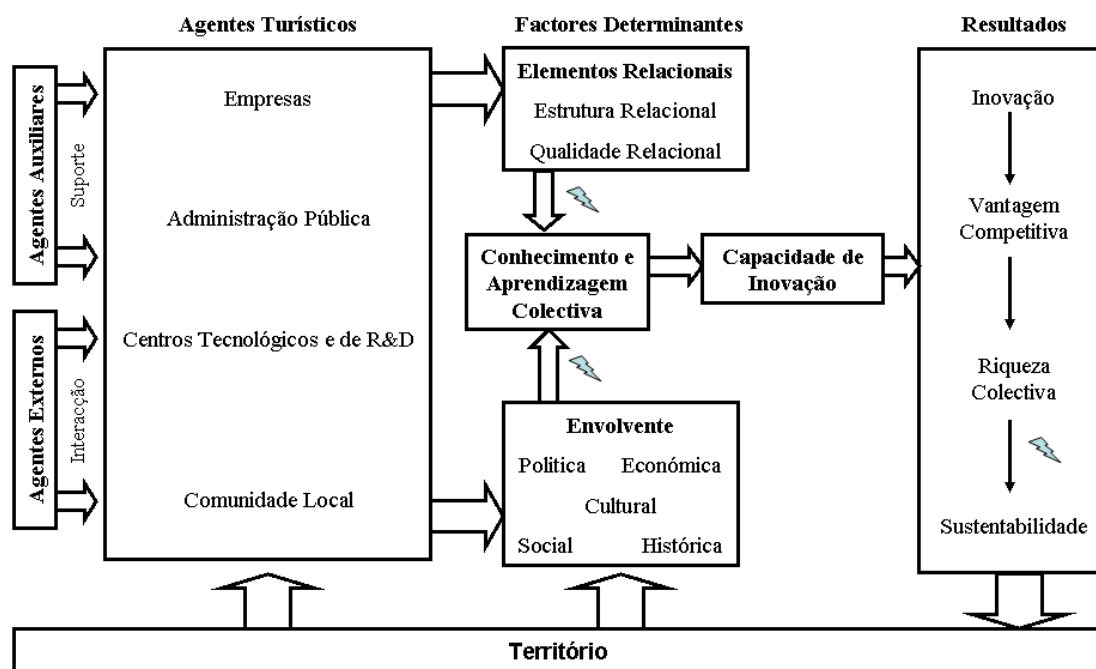 Agentes Turísticos
Factores Determinantes
Resultados
Agentes Auxiliares
Suporte
Agentes Externos
Interacção
Empresas
Administração Pública
Centros Tecnológicos e de R&D
Comunidade Local
Elementos Relacionais
Estrutura Relacional
Qualidade Relacional
Conhecimento e
Aprendizagem
Colectiva
Capacidade de
Inovação
Envolvente
Politica Económica
Cultural
Social Histórica
Inovação
Vantagem
Competitiva
Riqueza
Colectiva
Sustentabilidade
Território